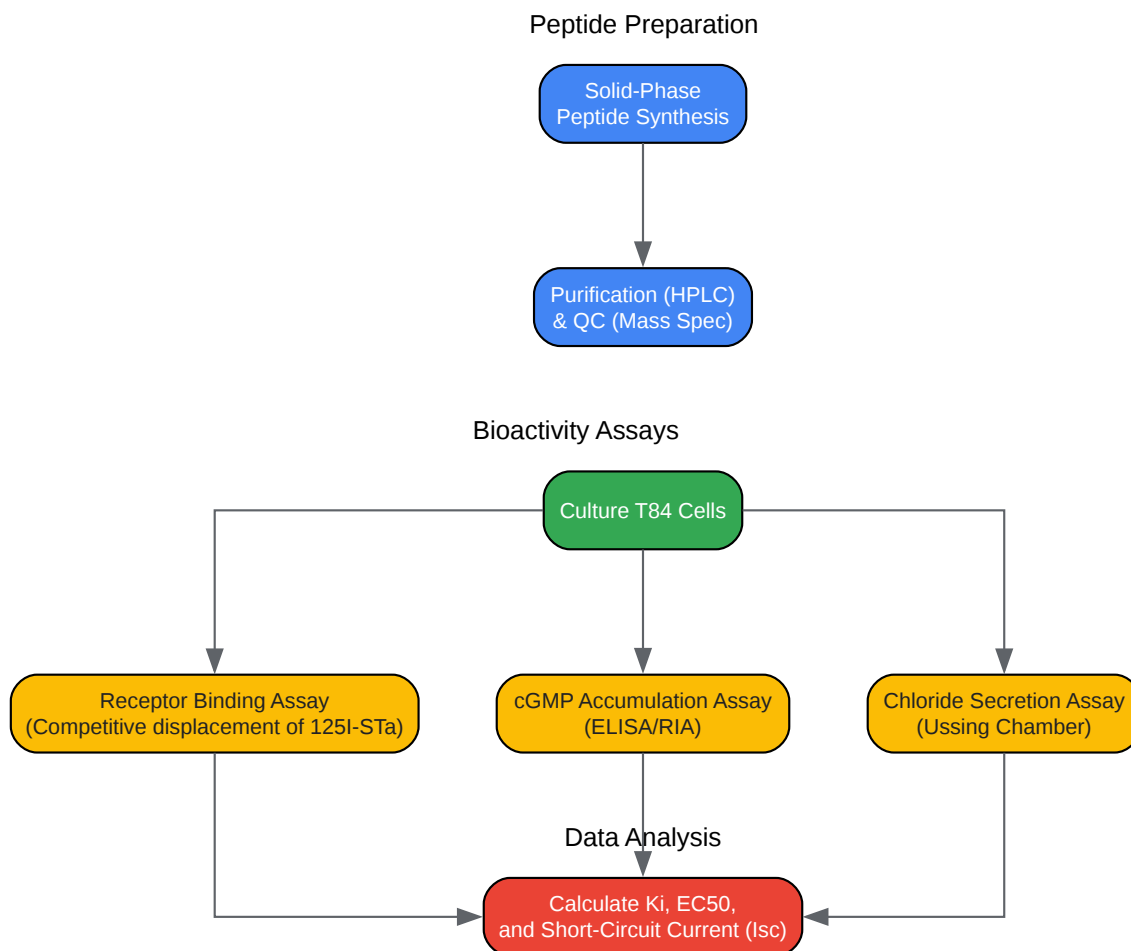 Peptide Preparation
Solid-Phase
Peptide Synthesis
Purification (HPLC)
& QC (Mass Spec)
Bioactivity Assays
Culture T84 Cells
Receptor Binding Assay
(Competitive displacement of 125I-STa)
cGMP Accumulation Assay
(ELISA/RIA)
Chloride Secretion Assay
(Ussing Chamber)
Data Analysis
Calculate Ki, EC50,
and Short-Circuit Current (Isc)